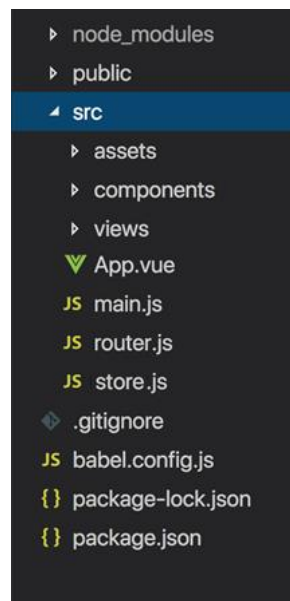 node_modules
public
src
assets
components
views
App.vue
JS main.js
JS router.js
JS store.js
.gitignore
JS babel.config.js
{} package-lock.json
{} package.json